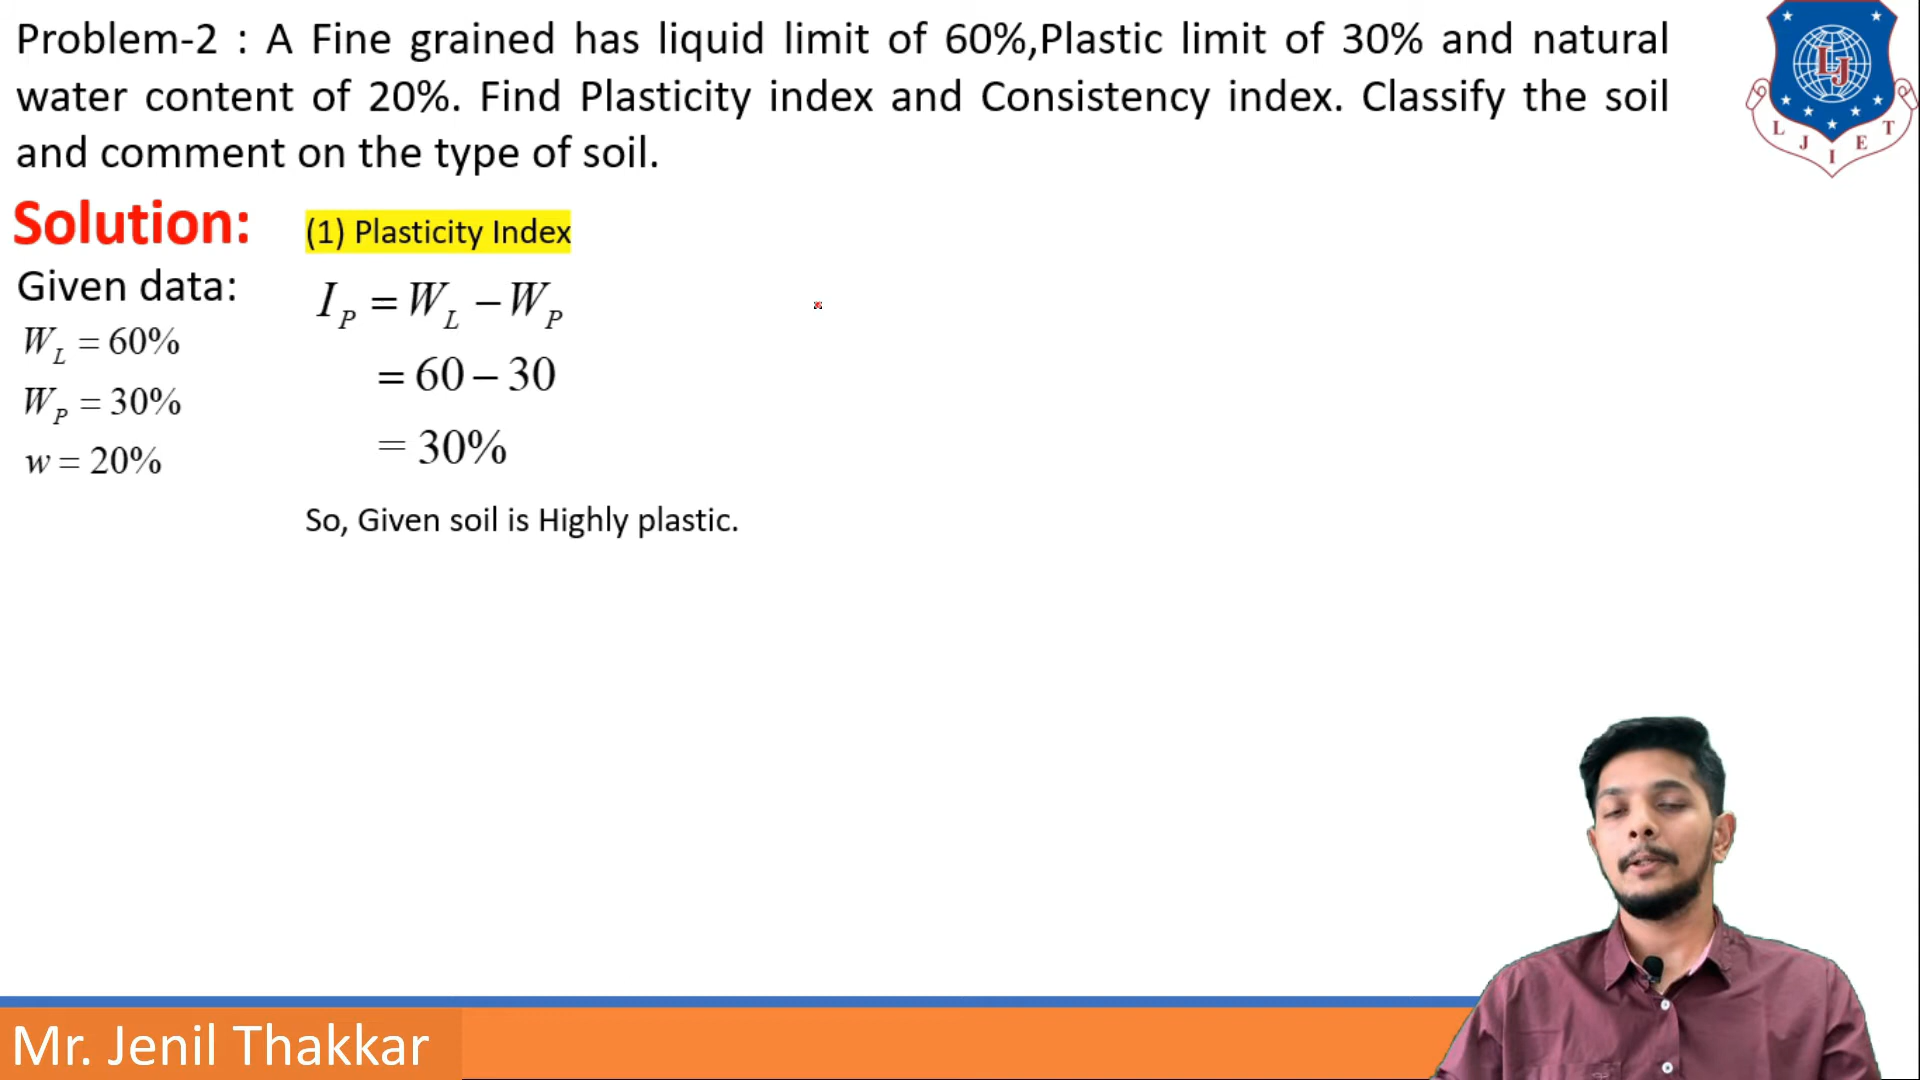 Problem-2 : A Fine grained has liquid limit of 60%,Plastic limit of 30% and natural
water content of 20%. Find Plasticity index and Consistency index. Classify the soil
and comment on the type of soil.
Solution:
Given data:
W_L = 60%
W_P = 30%
w = 20%
(1) Plasticity Index
I_P = W_L − W_P
= 60 − 30
= 30%
So, Given soil is Highly plastic.
LJ
L J I E T
Mr. Jenil Thakkar